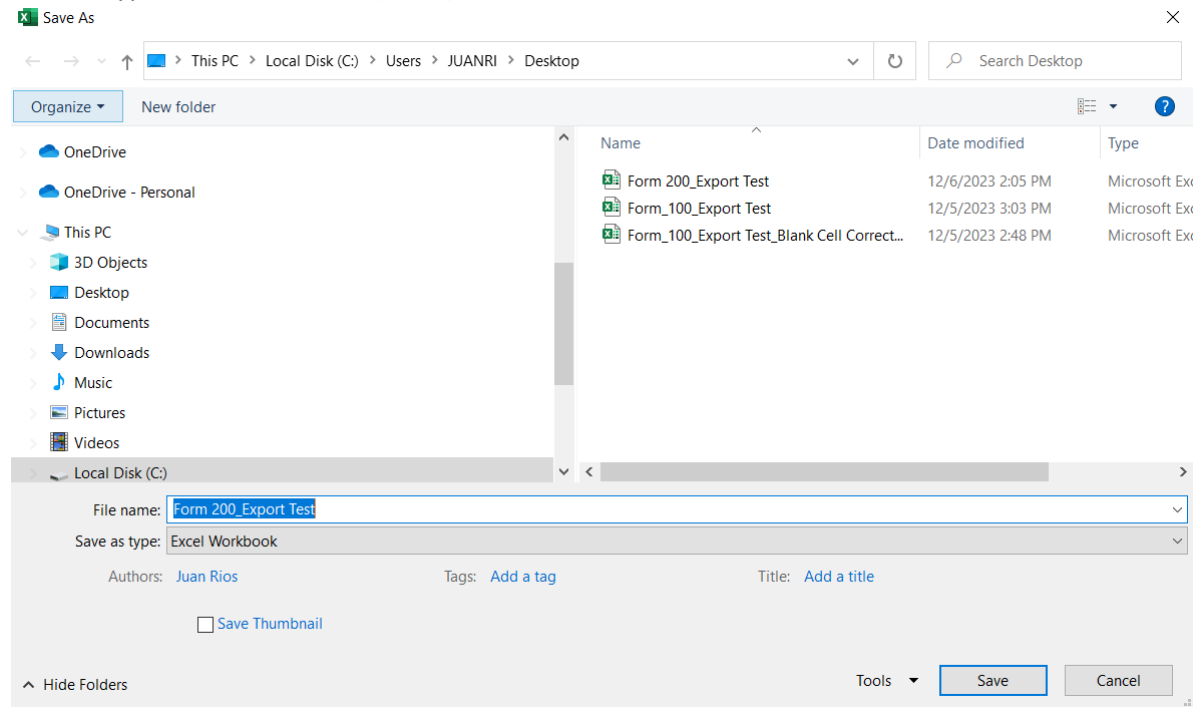 Save As
This PC > Local Disk (C:) > Users > JUANRI > Desktop
Search Desktop
Organize
New folder
OneDrive
OneDrive - Personal
This PC
3D Objects
Desktop
Documents
Downloads
Music
Pictures
Videos
Local Disk (C:)
Name Date modified Type
Form 200_Export Test 12/6/2023 2:05 PM Microsoft Exc
Form_100_Export Test 12/5/2023 3:03 PM Microsoft Exc
Form_100_Export Test_Blank Cell Correct... 12/5/2023 2:48 PM Microsoft Exc
File name: Form 200_Export Test
Save as type: Excel Workbook
Authors: Juan Rios Tags: Add a tag Title: Add a title
Save Thumbnail
Hide Folders
Tools Save Cancel